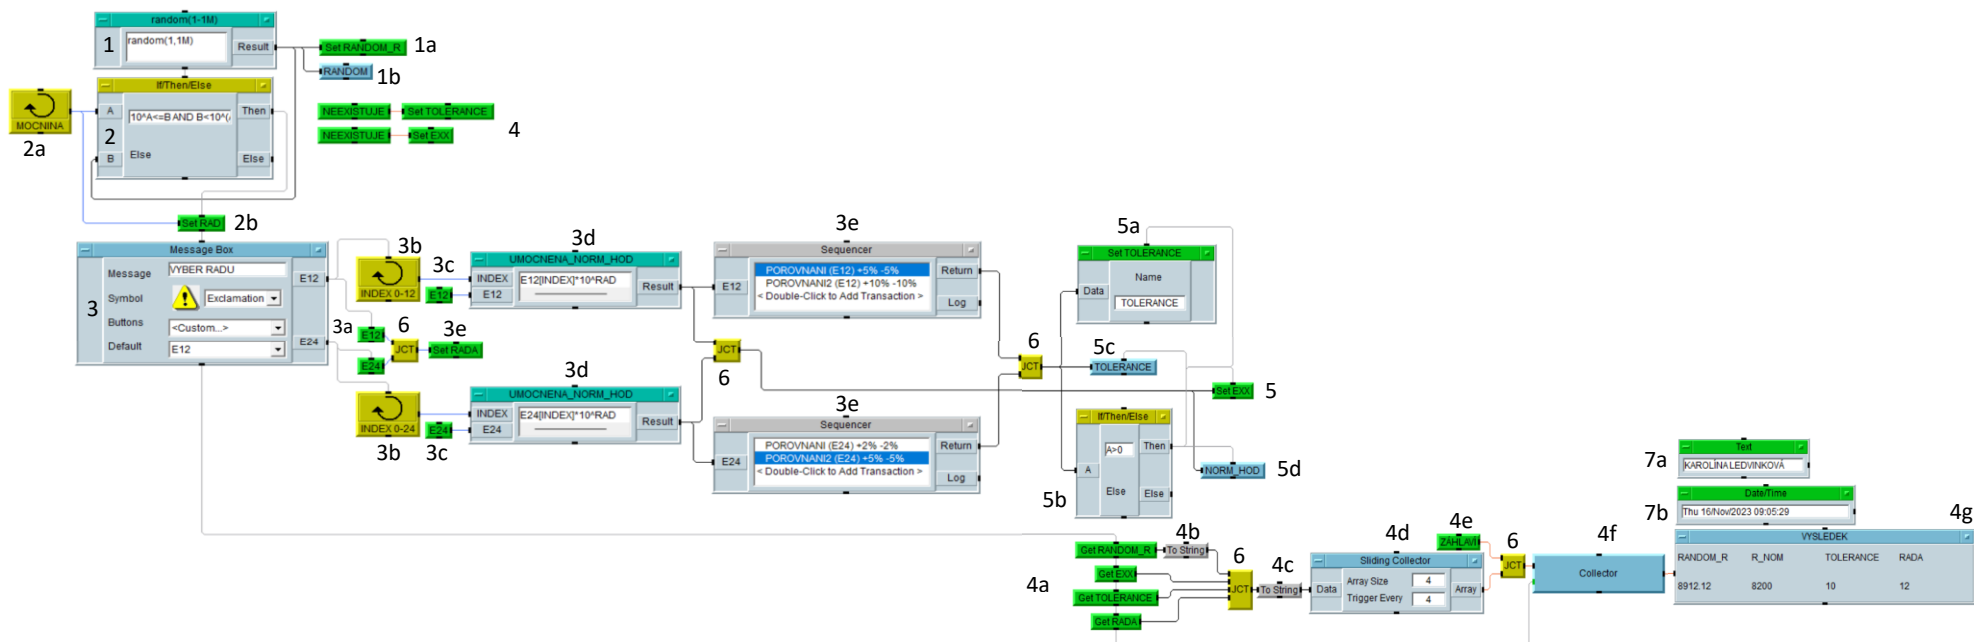 random(1-1M)
1
random(1,1M)
Result
Set RANDOM_R
1a
RANDOM
1b
If/Then/Else
MOCNINA
2a
A
2
B
10^A<=B AND B<10^(
Then
Else
Else
NEEXISTUJE
Set TOLERANCE
NEEXISTUJE
Set EXX
4
Set RAD
2b
Message Box
3
Message
VYBER RADU
Symbol
Exclamation
Buttons
<Custom...>
Default
E12
E12
E24
3a
E12
E24
6
JCT
3e
Set RADA
3b
INDEX 0-12
3c
E12
3d
UMOCNENA_NORM_HOD
INDEX
E12
E12[INDEX]*10^RAD
Result
INDEX 0-24
3b
E24
3c
3d
UMOCNENA_NORM_HOD
INDEX
E24
E24[INDEX]*10^RAD
Result
JCT
6
3e
Sequencer
E12
POROVNANI (E12) +5% -5%
POROVNANI2 (E12) +10% -10%
< Double-Click to Add Transaction >
Return
Log
3e
Sequencer
E24
POROVNANI (E24) +2% -2%
POROVNANI2 (E24) +5% -5%
< Double-Click to Add Transaction >
Return
Log
6
JCT
5a
Set TOLERANCE
Data
Name
TOLERANCE
5c
TOLERANCE
Set EXX
5
If/Then/Else
A
A>0
Then
Else
Else
5b
NORM_HOD
5d
4a
Get RANDOM_R
Get EXX
Get TOLERANCE
Get RADA
4b
To String
6
JCT
4c
To String
4d
Sliding Collector
Data
Array Size
4
Trigger Every
4
Array
4e
ZÁHLAVÍ
6
JCT
4f
Collector
7a
Text
KAROLÍNA LEDVINKOVÁ
7b
Date/Time
Thu 16/Nov/2023 09:05:29
4g
VYSLEDEK
RANDOM_R R_NOM TOLERANCE RADA
8912.12 8200 10 12